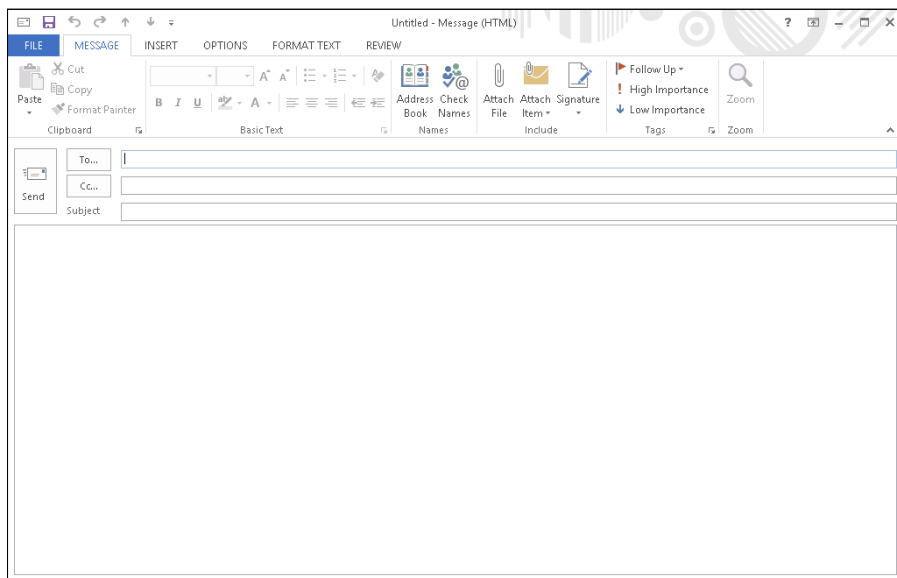 Untitled - Message (HTML) ?
FILE MESSAGE INSERT OPTIONS FORMAT TEXT REVIEW
Paste
Cut
Copy
Format Painter
Clipboard
A A
B I U aby A
Basic Text
Address Book
Check Names
Names
Attach File
Attach Item
Signature
Include
Follow Up
! High Importance
Low Importance
Tags
Zoom
Zoom
Send
To...
Cc...
Subject